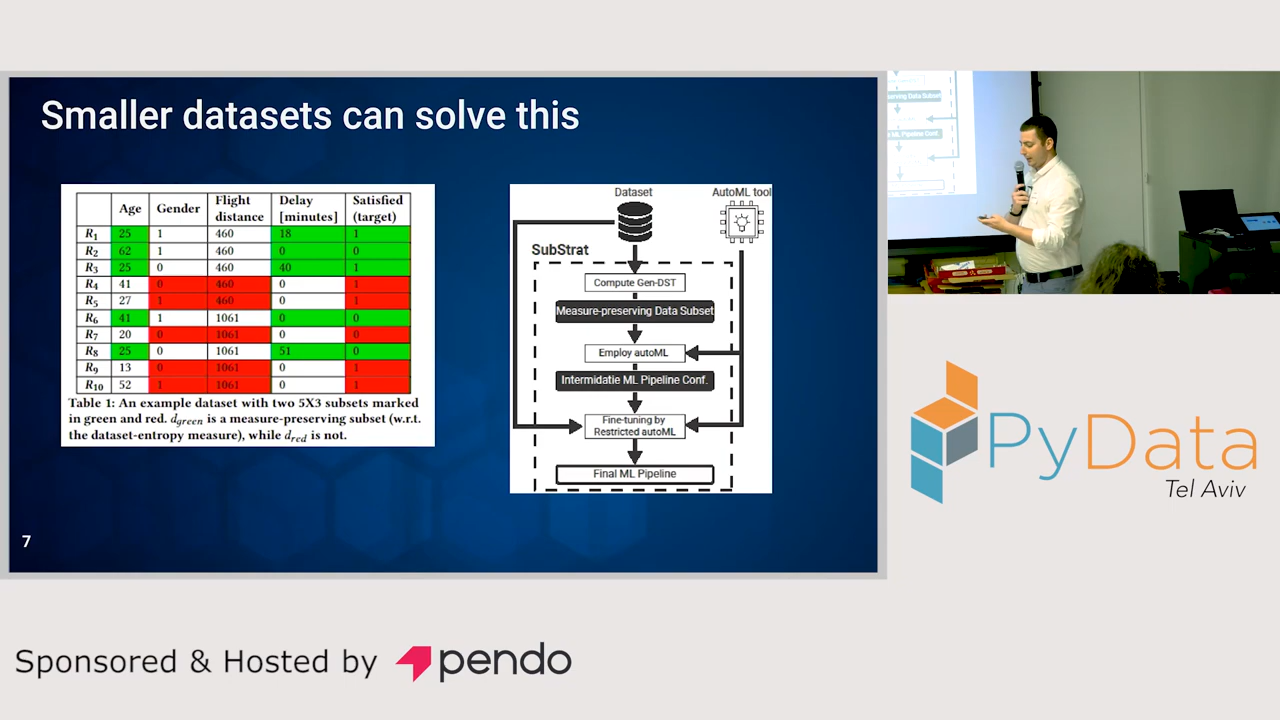 Smaller datasets can solve this
Age Gender Flight distance Delay [minutes] Satisfied (target)
R1 25 1 460 18 1
R2 62 1 460 0 0
R3 25 0 460 40 1
R4 41 0 460 0 1
R5 27 1 460 0 1
R6 41 1 1061 0 0
R7 20 0 1061 0 0
R8 25 0 1061 51 0
R9 13 0 1061 0 1
R10 52 1 1061 0 1
Table 1: An example dataset with two 5X3 subsets marked
in green and red. dgreen is a measure-preserving subset (w.r.t.
the dataset-entropy measure), while dred is not.
Dataset
AutoML tool
SubStrat
Compute Gen-DST
Measure-preserving Data Subset
Employ autoML
Intermidatie ML Pipeline Conf.
Fine-tuning by
Restricted autoML
Final ML Pipeline
7
PyData
Tel Aviv
Sponsored & Hosted by pendo